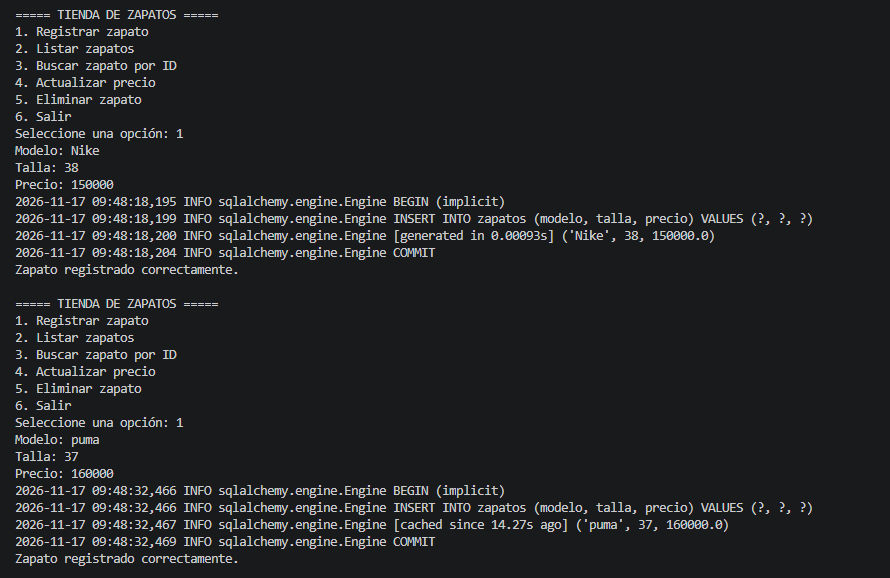 ===== TIENDA DE ZAPATOS =====
1. Registrar zapato
2. Listar zapatos
3. Buscar zapato por ID
4. Actualizar precio
5. Eliminar zapato
6. Salir
Seleccione una opción: 1
Modelo: Nike
Talla: 38
Precio: 150000
2026-11-17 09:48:18,195 INFO sqlalchemy.engine.Engine BEGIN (implicit)
2026-11-17 09:48:18,199 INFO sqlalchemy.engine.Engine INSERT INTO zapatos (modelo, talla, precio) VALUES (?, ?, ?)
2026-11-17 09:48:18,200 INFO sqlalchemy.engine.Engine [generated in 0.00093s] ('Nike', 38, 150000.0)
2026-11-17 09:48:18,204 INFO sqlalchemy.engine.Engine COMMIT
Zapato registrado correctamente.

===== TIENDA DE ZAPATOS =====
1. Registrar zapato
2. Listar zapatos
3. Buscar zapato por ID
4. Actualizar precio
5. Eliminar zapato
6. Salir
Seleccione una opción: 1
Modelo: puma
Talla: 37
Precio: 160000
2026-11-17 09:48:32,466 INFO sqlalchemy.engine.Engine BEGIN (implicit)
2026-11-17 09:48:32,466 INFO sqlalchemy.engine.Engine INSERT INTO zapatos (modelo, talla, precio) VALUES (?, ?, ?)
2026-11-17 09:48:32,467 INFO sqlalchemy.engine.Engine [cached since 14.27s ago] ('puma', 37, 160000.0)
2026-11-17 09:48:32,469 INFO sqlalchemy.engine.Engine COMMIT
Zapato registrado correctamente.